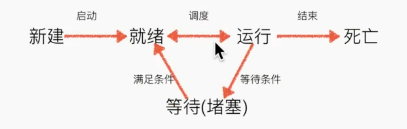 启动 调度 结束
新建 就绪 运行 死亡
满足条件 等待条件
等待(堵塞)